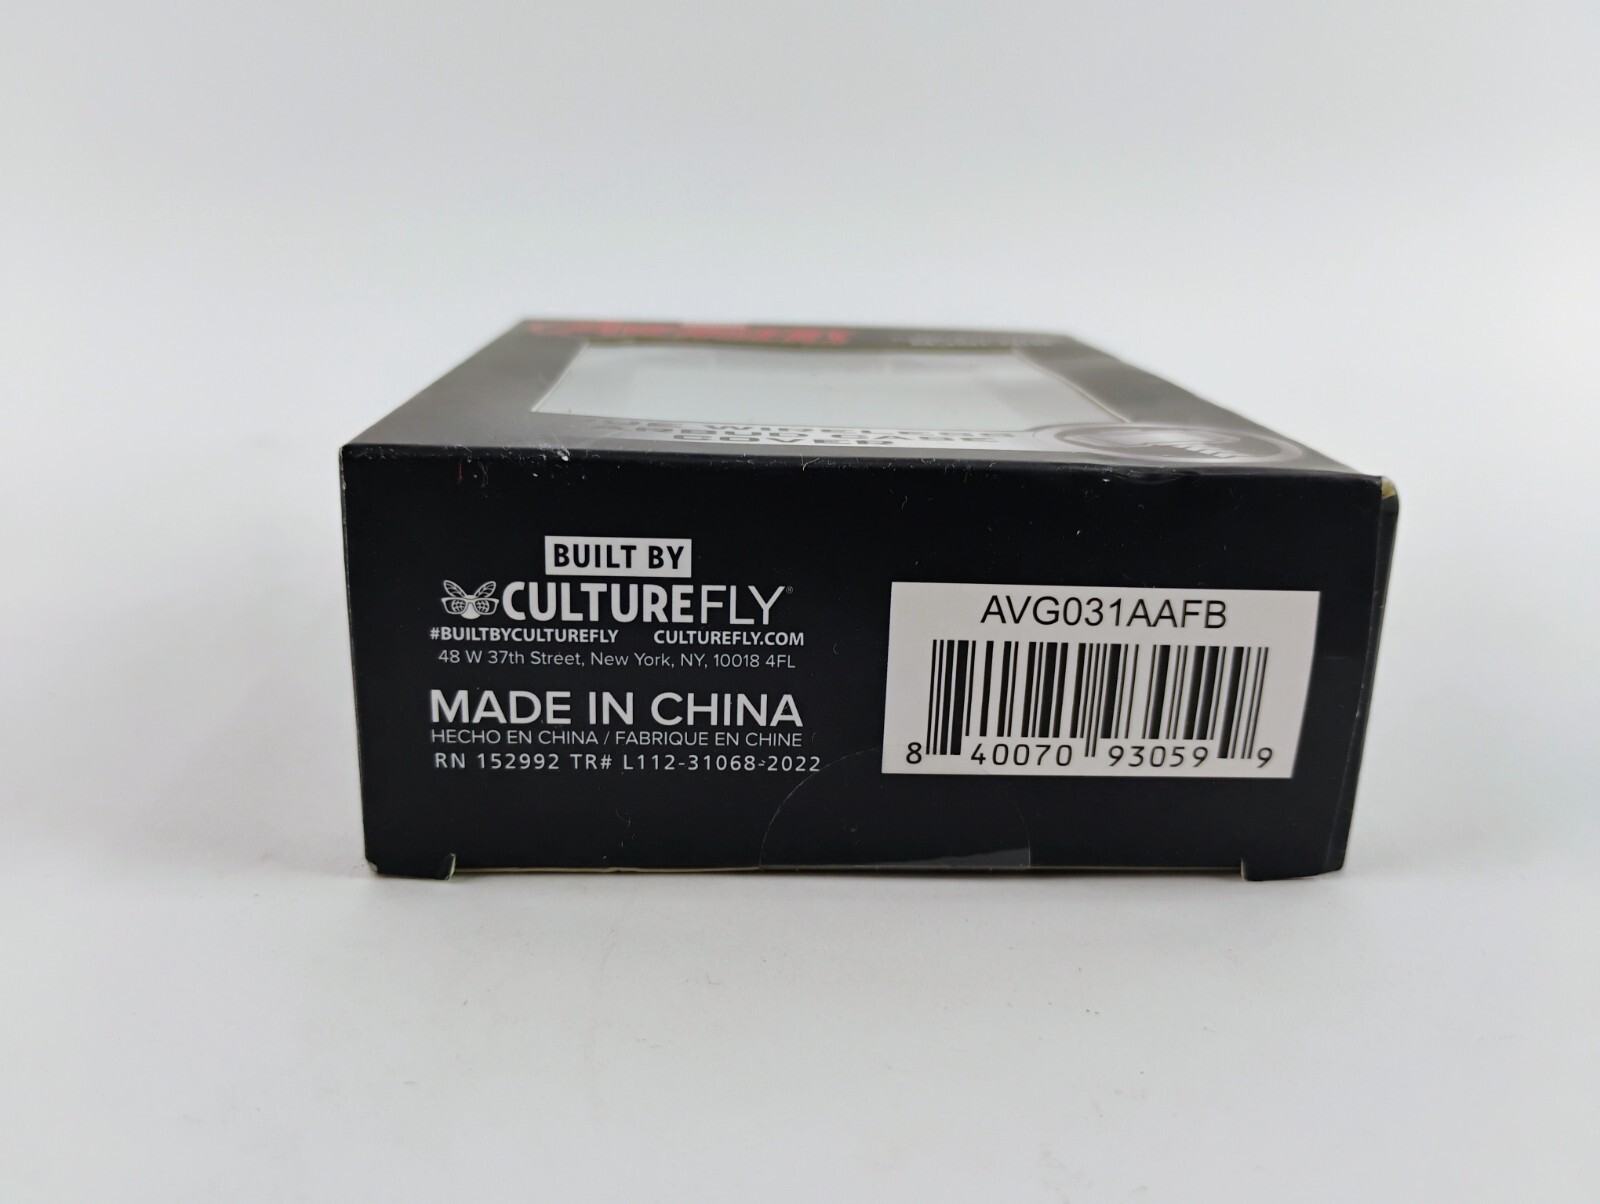 COVER
BUILT BY
CULTUREFLY®
#BUILTBYCULTUREFLY CULTUREFLY.COM
48 W 37th Street, New York, NY, 10018 4FL
MADE IN CHINA
HECHO EN CHINA / FABRIQUE EN CHINE
RN 152992 TR# L112-31068-2022
AVG031AAFB
8 40070 93059 9